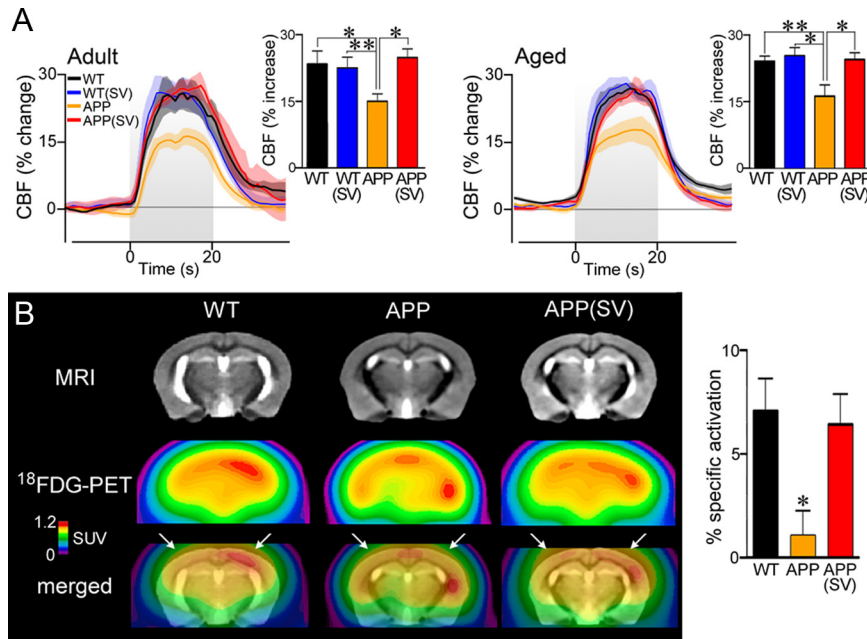 A
Adult
CBF (% change)
30
15
0
WT
WT(SV)
APP
APP(SV)
0
20
Time (s)
CBF (% increase)
30
15
0
*
**
*
WT
WT
(SV)
APP
APP
(SV)
Aged
CBF (% change)
30
15
0
0
20
Time (s)
CBF (% increase)
30
15
0
**
*
*
WT
WT
(SV)
APP
APP
(SV)
B
WT
APP
APP(SV)
MRI
18FDG-PET
1.2
SUV
0
merged
% specific activation
10
5
0
*
WT
APP
APP
(SV)